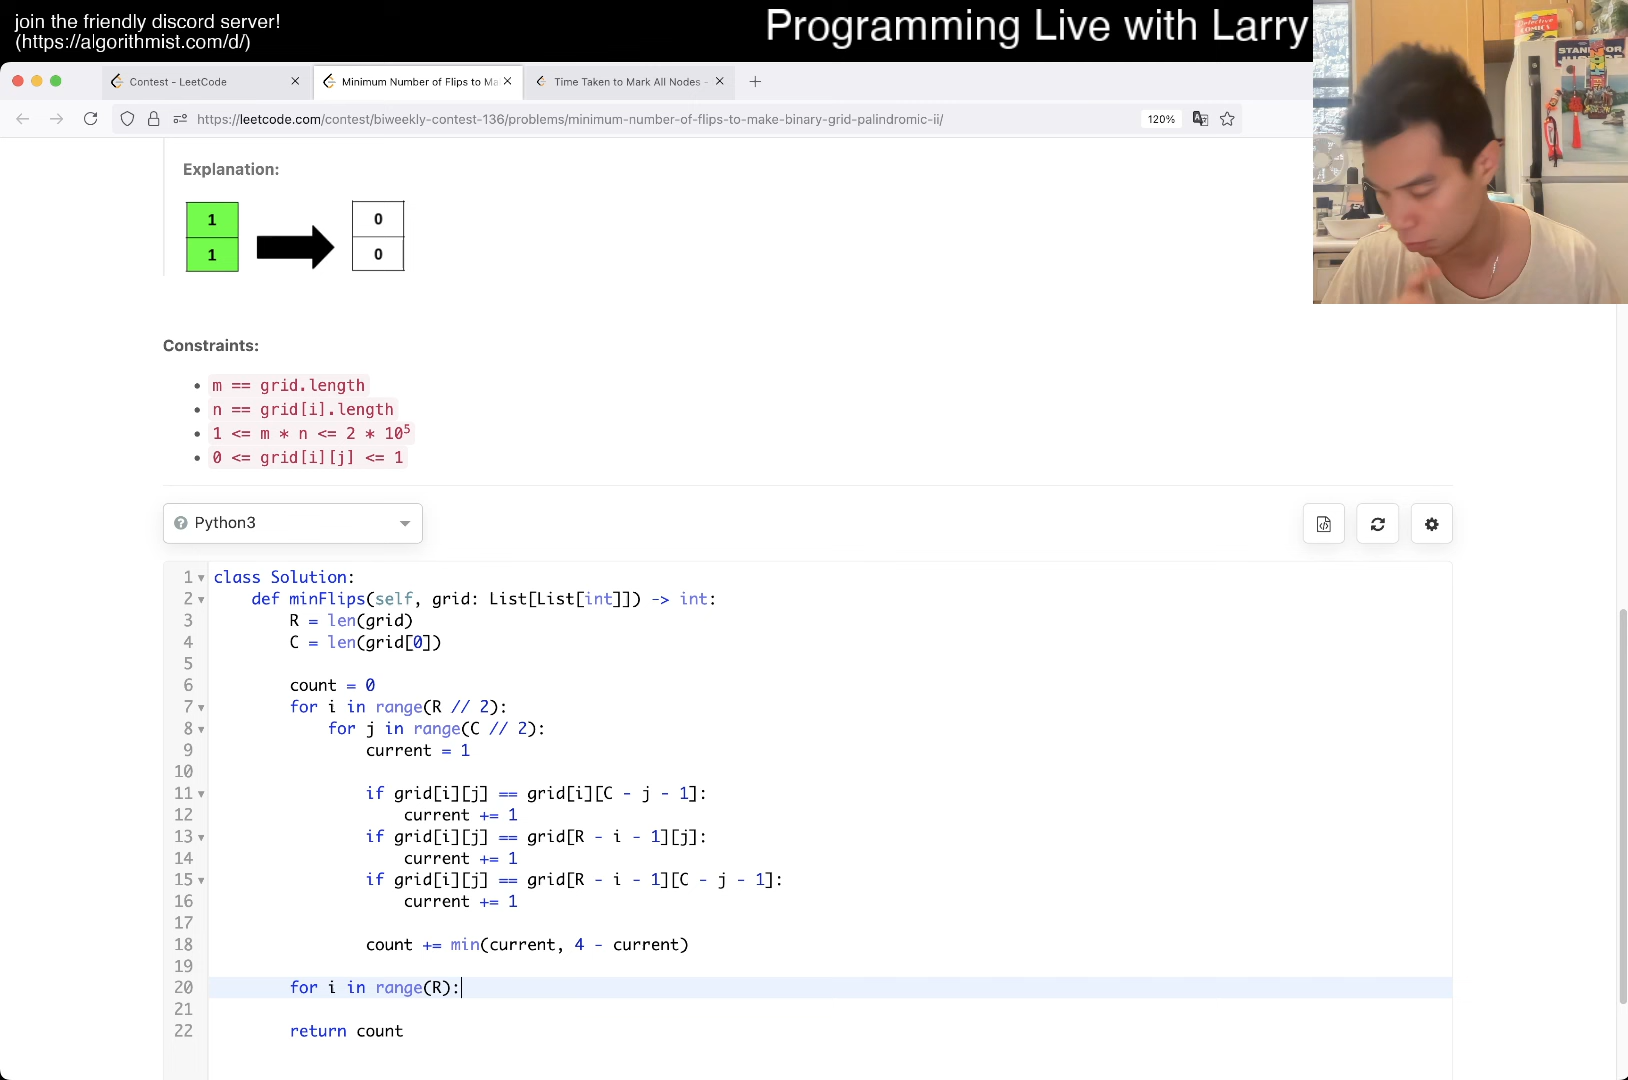 join the friendly discord server!
(https://algorithmist.com/d/)
Programming Live with Larry
Contest - LeetCode
Minimum Number of Flips to Ma
Time Taken to Mark All Nodes -
https://leetcode.com/contest/biweekly-contest-136/problems/minimum-number-of-flips-to-make-binary-grid-palindromic-ii/
120%
Explanation:
1 0
1 0
Constraints:
m == grid.length
n == grid[i].length
1 <= m * n <= 2 * 10⁵
0 <= grid[i][j] <= 1
Python3
1 class Solution:
2 def minFlips(self, grid: List[List[int]]) -> int:
3 R = len(grid)
4 C = len(grid[0])
5
6 count = 0
7 for i in range(R // 2):
8 for j in range(C // 2):
9 current = 1
10
11 if grid[i][j] == grid[i][C - j - 1]:
12 current += 1
13 if grid[i][j] == grid[R - i - 1][j]:
14 current += 1
15 if grid[i][j] == grid[R - i - 1][C - j - 1]:
16 current += 1
17
18 count += min(current, 4 - current)
19
20 for i in range(R):
21
22 return count